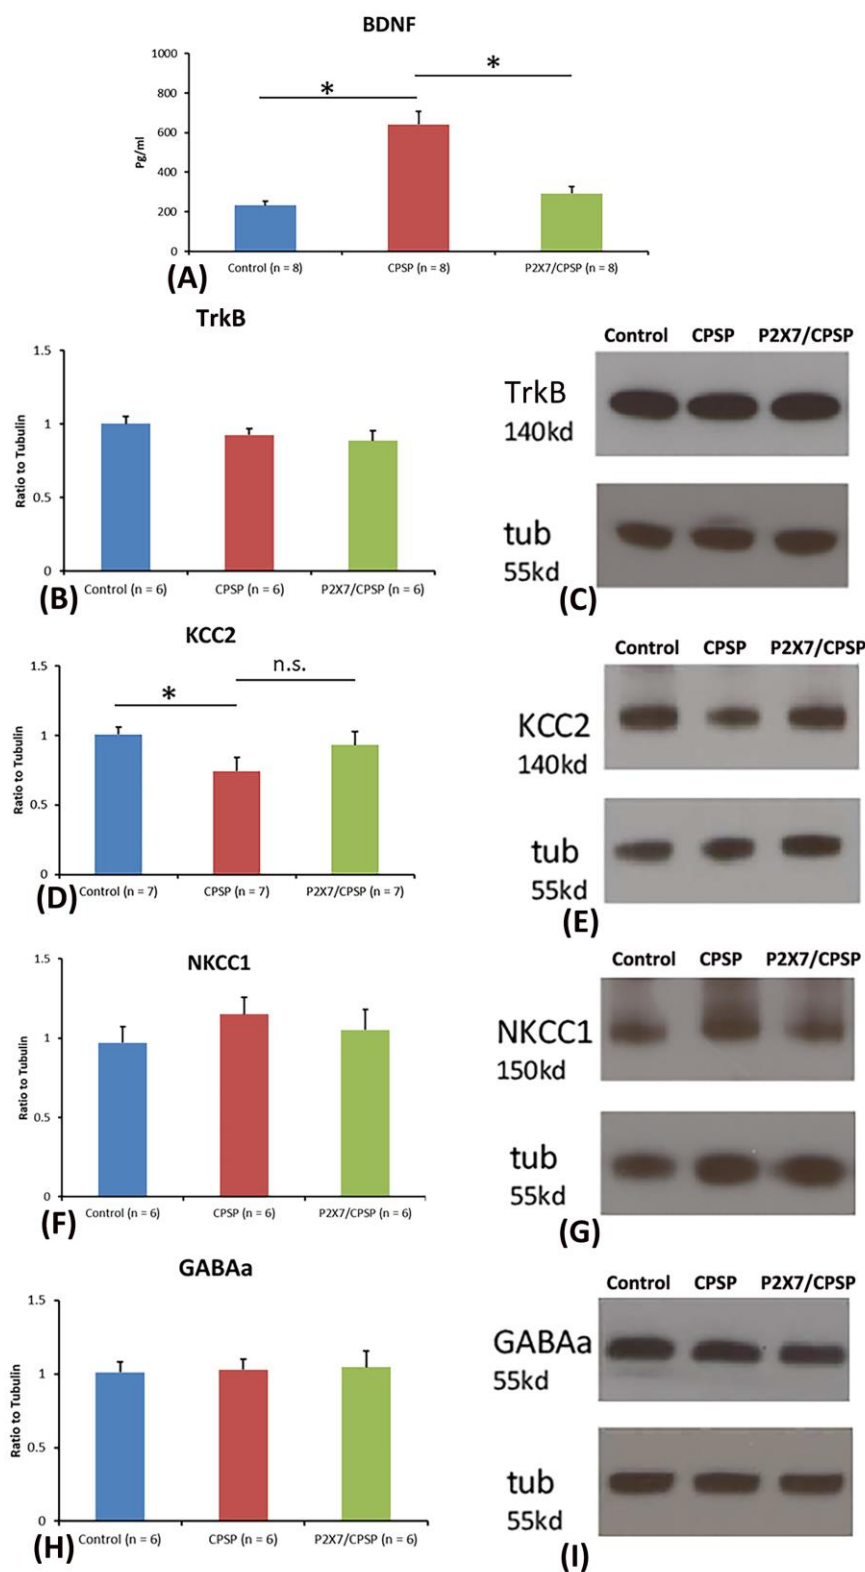 BDNF
1000
800
600
400
200
0
Pg/ml
*
*
Control (n = 8) CPSP (n = 8) P2X7/CPSP (n = 8)
(A)
TrkB
1.5
1
0.5
0
Ratio to Tubulin
Control (n = 6) CPSP (n = 6) P2X7/CPSP (n = 6)
(B)
Control CPSP P2X7/CPSP
TrkB
140kd
tub
55kd
(C)
KCC2
1.5
1
0.5
0
Ratio to Tubulin
*
n.s.
Control (n = 7) CPSP (n = 7) P2X7/CPSP (n = 7)
(D)
Control CPSP P2X7/CPSP
KCC2
140kd
tub
55kd
(E)
NKCC1
1.5
1
0.5
0
Ratio to Tubulin
Control (n = 6) CPSP (n = 6) P2X7/CPSP (n = 6)
(F)
Control CPSP P2X7/CPSP
NKCC1
150kd
tub
55kd
(G)
GABAa
1.5
1
0.5
0
Ratio to Tubulin
Control (n = 6) CPSP (n = 6) P2X7/CPSP (n = 6)
(H)
Control CPSP P2X7/CPSP
GABAa
55kd
tub
55kd
(I)